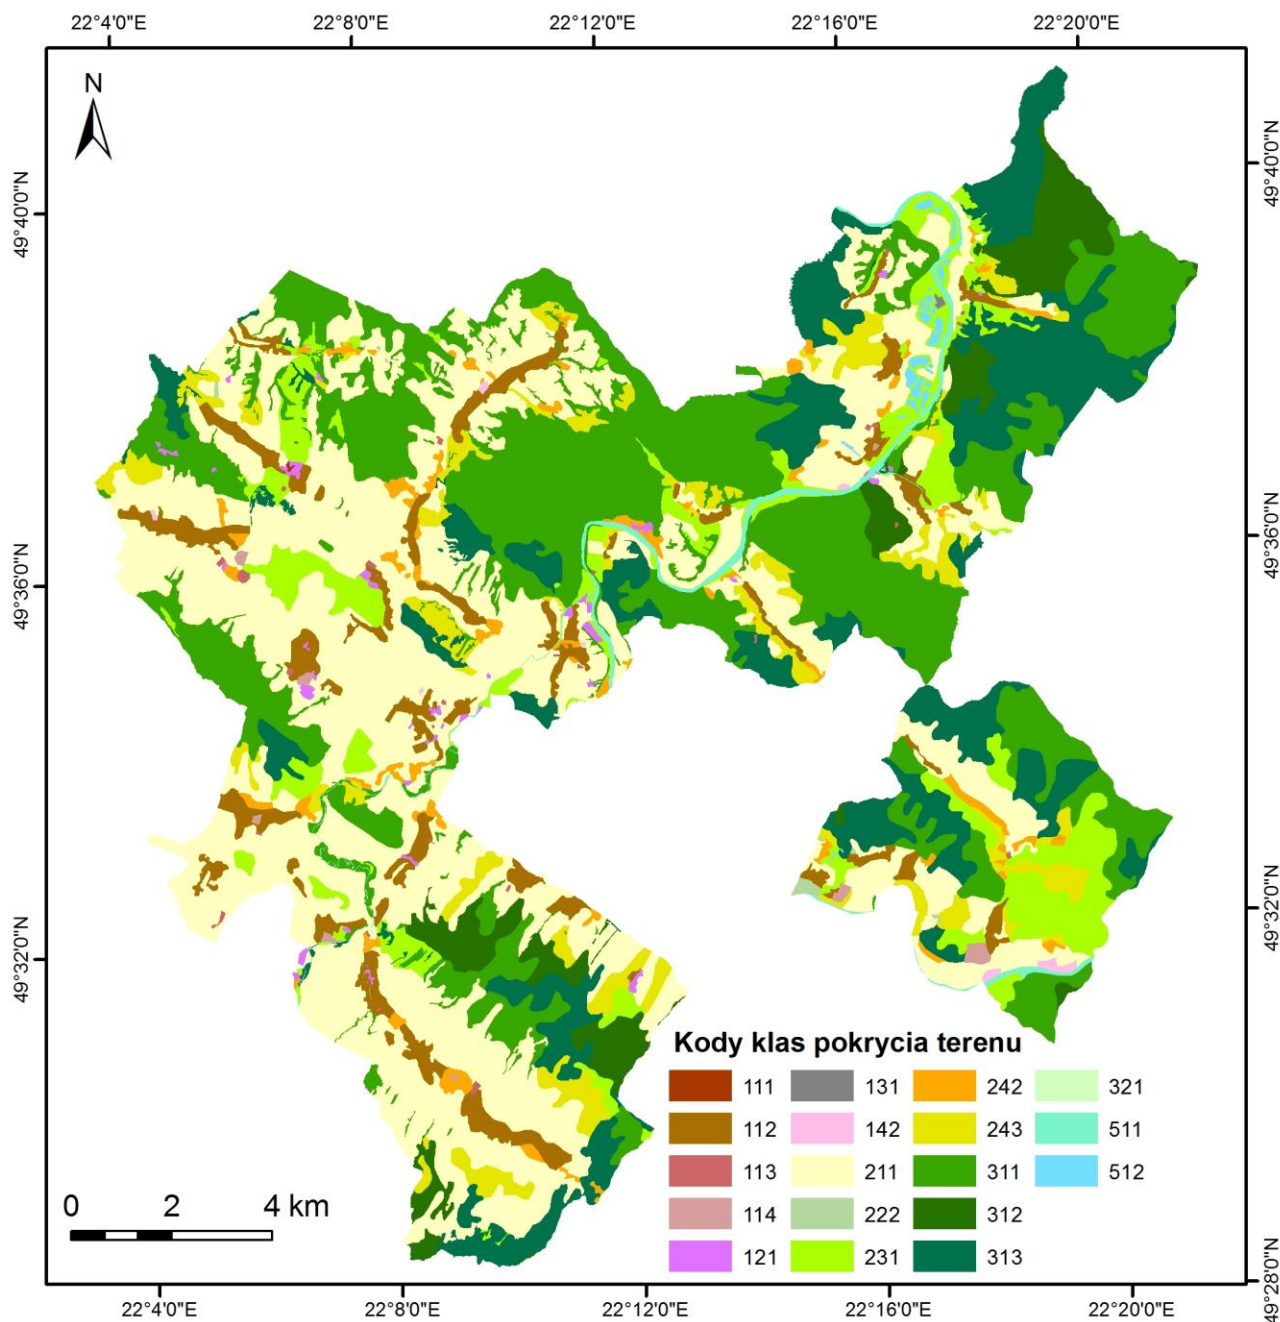 22°4'0"E 22°8'0"E 22°12'0"E 22°16'0"E 22°20'0"E
N
49°40'0"N
49°40'0"N
49°36'0"N
49°36'0"N
49°32'0"N
49°32'0"N
Kody klas pokrycia terenu
111 131 242 321
112 142 243 511
113 211 311 512
114 222 312
121 231 313
0 2 4 km
49°28'0"N
22°4'0"E 22°8'0"E 22°12'0"E 22°16'0"E 22°20'0"E